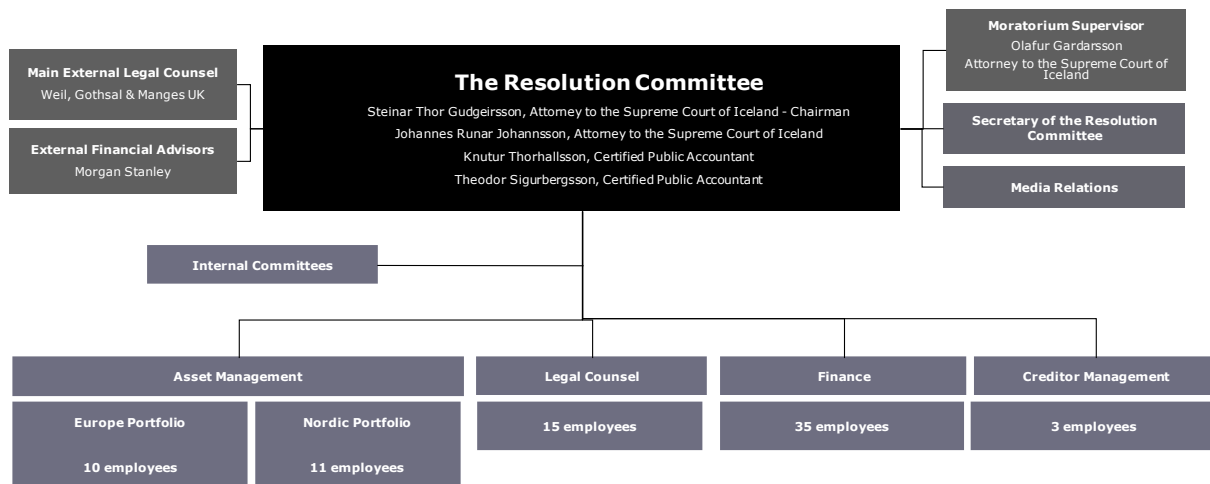 Main External Legal Counsel
Weil, Gothsal & Manges UK
External Financial Advisors
Morgan Stanley
The Resolution Committee
Steinar Thor Gudgeirsson, Attorney to the Supreme Court of Iceland - Chairman
Johannes Runar Johannsson, Attorney to the Supreme Court of Iceland
Knutur Thorhallsson, Certified Public Accountant
Theodor Sigurbergsson, Certified Public Accountant
Moratorium Supervisor
Olafur Gardarsson
Attorney to the Supreme Court of
Iceland
Secretary of the Resolution
Committee
Media Relations
Internal Committees
Asset Management
Europe Portfolio
10 employees
Nordic Portfolio
11 employees
Legal Counsel
15 employees
Finance
35 employees
Creditor Management
3 employees